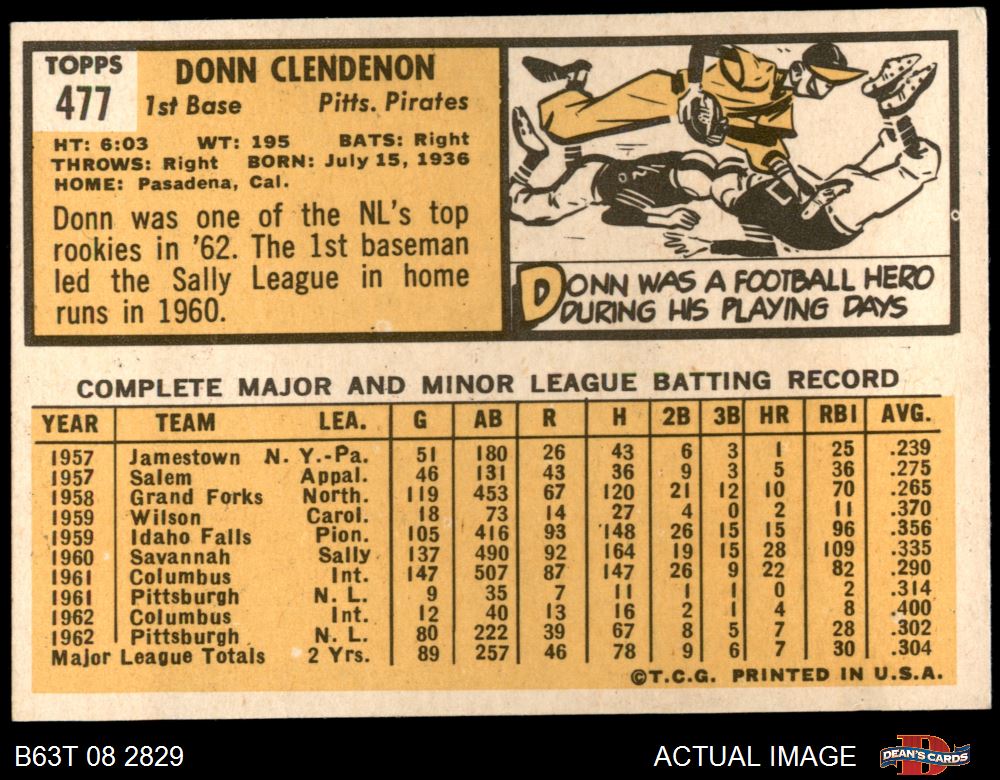 TOPPS
477
DONN CLENDENON
1st Base Pitts. Pirates
HT: 6:03 WT: 195 BATS: Right
THROWS: Right BORN: July 15, 1936
HOME: Pasadena, Cal.
Donn was one of the NL's top
rookies in '62. The 1st baseman
led the Sally League in home
runs in 1960.
DONN WAS A FOOTBALL HERO
DURING HIS PLAYING DAYS
COMPLETE MAJOR AND MINOR LEAGUE BATTING RECORD
YEAR TEAM LEA. G AB R H 2B 3B HR RBI AVG.
1957 Jamestown N. Y.-Pa. 51 180 26 43 6 3 1 25 .239
1957 Salem Appal. 46 131 43 36 9 3 5 36 .275
1958 Grand Forks North. 119 453 67 120 21 12 10 70 .265
1959 Wilson Carol. 18 73 14 27 4 0 2 11 .370
1959 Idaho Falls Pion. 105 416 93 148 26 15 15 96 .356
1960 Savannah Sally 137 490 92 164 19 15 28 109 .335
1961 Columbus Int. 147 507 87 147 26 9 22 82 .290
1961 Pittsburgh N. L. 9 35 7 11 1 1 0 2 .314
1962 Columbus Int. 12 40 13 16 2 1 4 8 .400
1962 Pittsburgh N. L. 80 222 39 67 8 5 7 28 .302
Major League Totals 2 Yrs. 89 257 46 78 9 6 7 30 .304
©T.C.G. PRINTED IN U.S.A.
B63T 08 2829 ACTUAL IMAGE DEAN'S CARDS